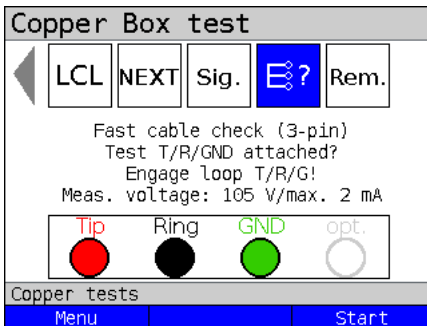 Copper Box test
LCL NEXT Sig. ? Rem.
Fast cable check (3-pin)
Test T/R/GND attached?
Engage loop T/R/G!
Meas. voltage: 105 V/max. 2 mA
Tip Ring GND opt.
Copper tests
Menu Start